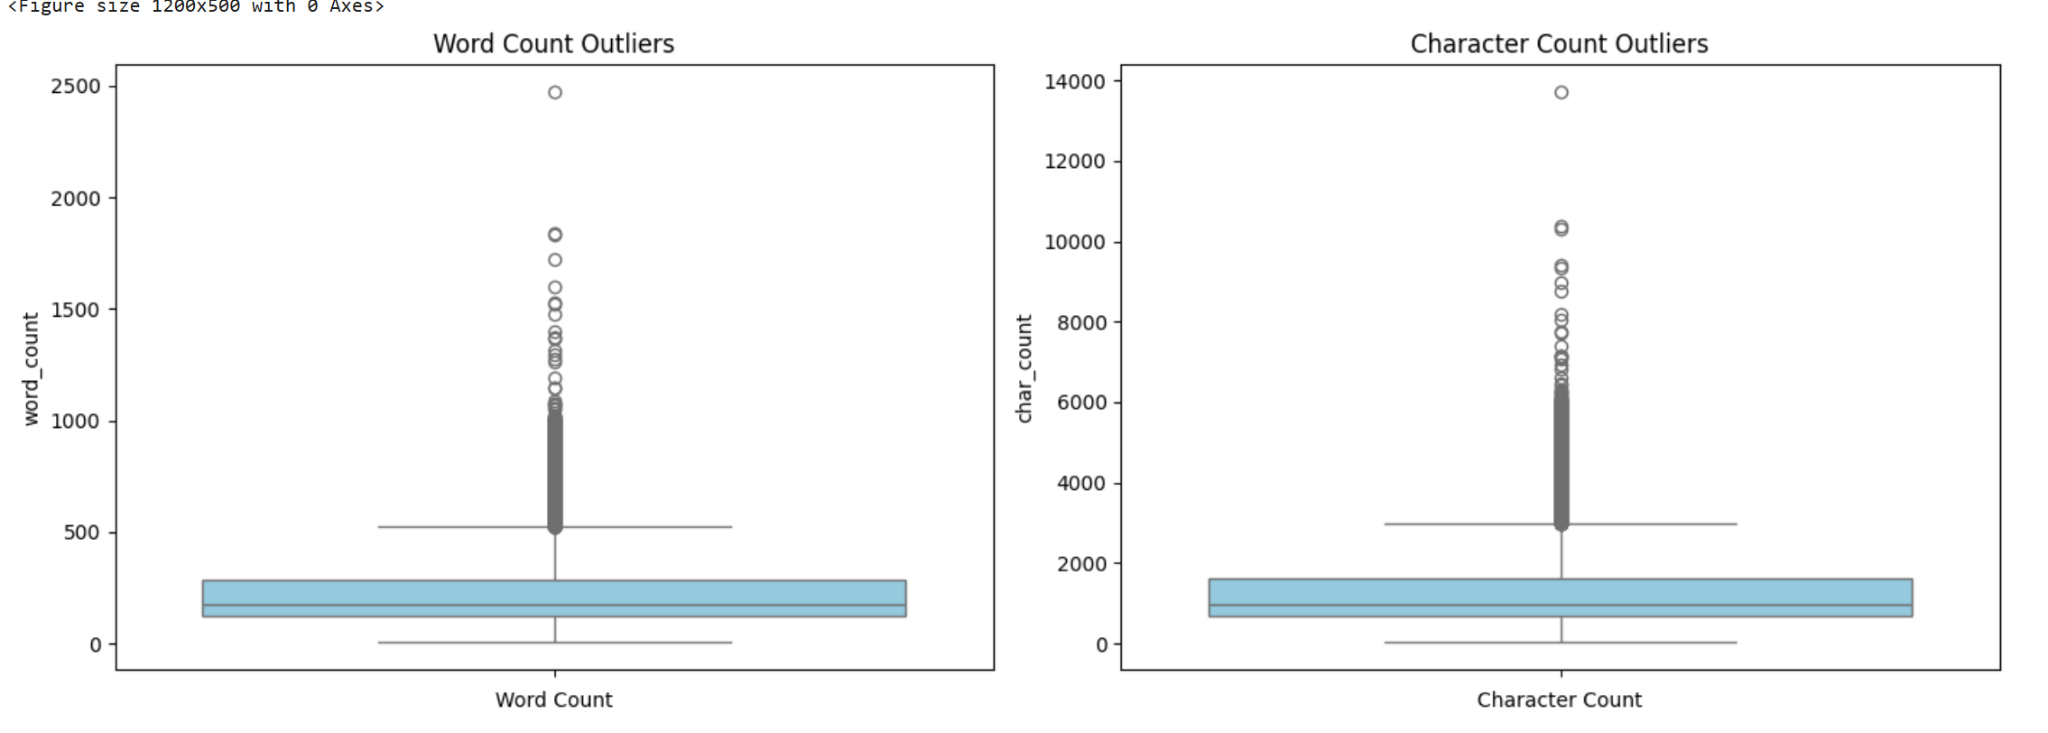 <Figure size 1200x500 with 0 Axes>
Word Count Outliers
2500
2000
1500
1000
500
0
word_count
Word Count
Character Count Outliers
14000
12000
10000
8000
6000
4000
2000
0
char_count
Character Count